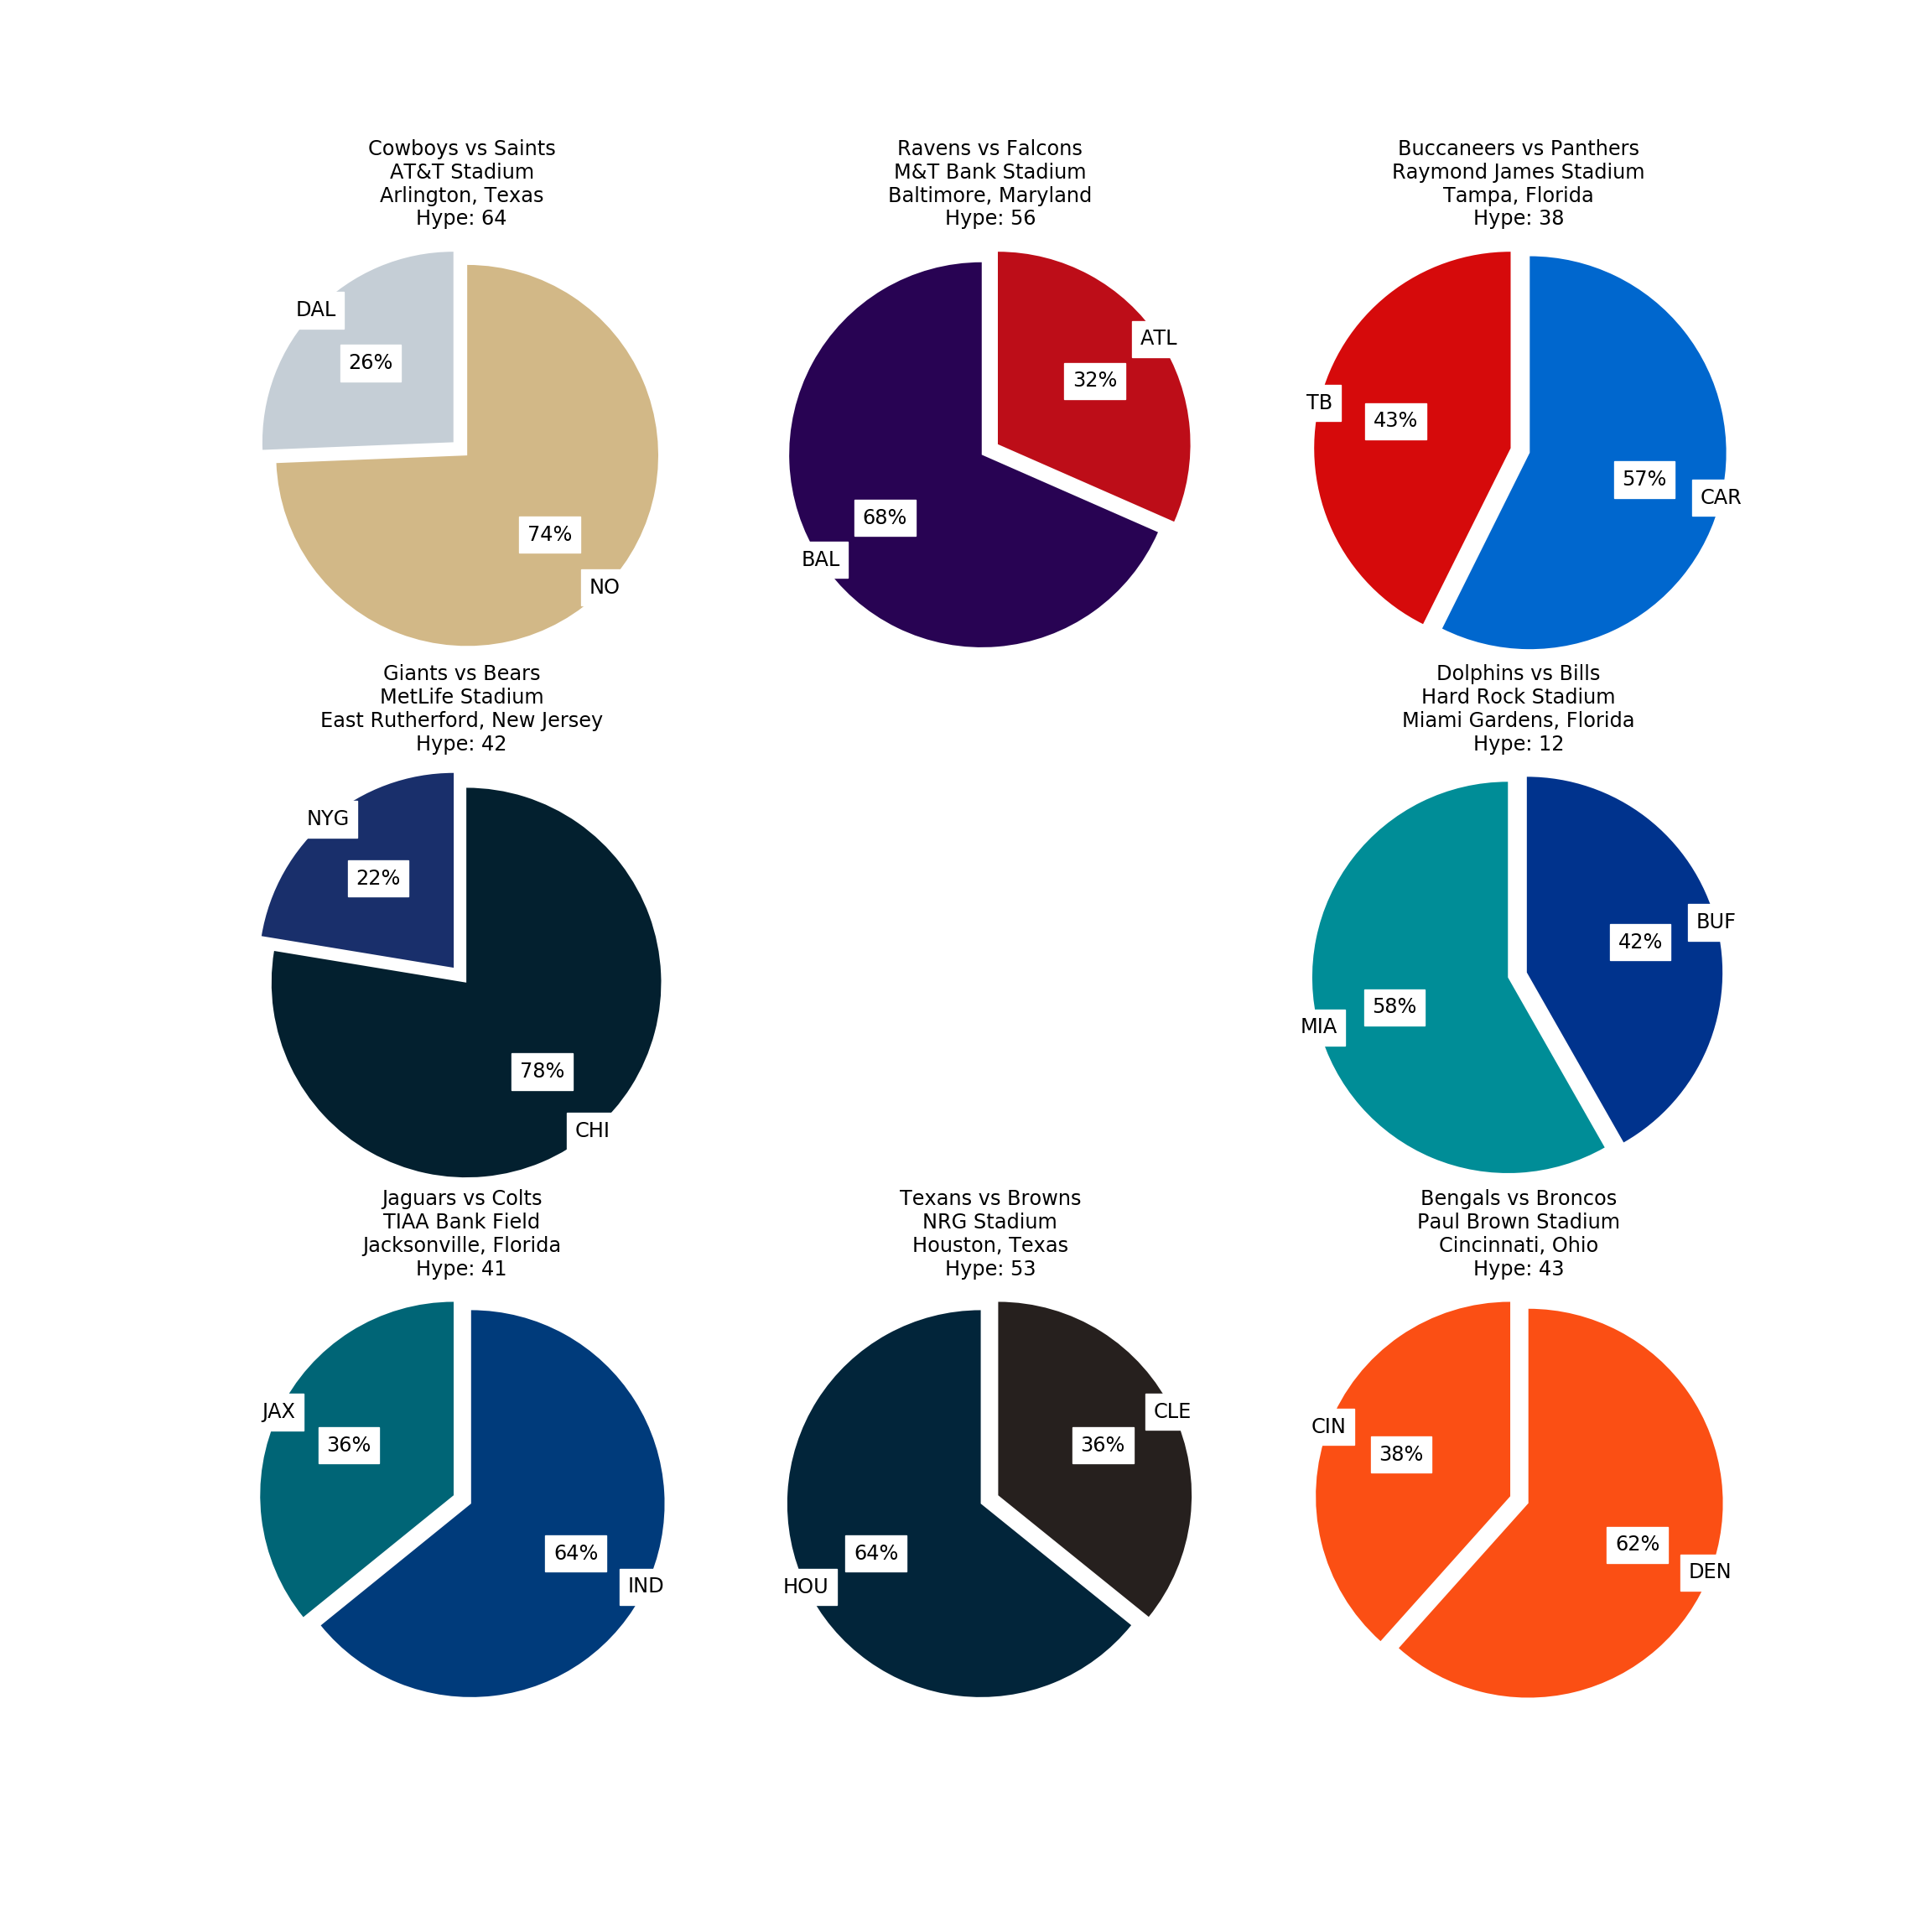 Cowboys vs Saints
AT&T Stadium
Arlington, Texas
Hype: 64
DAL
26%
74%
NO
Ravens vs Falcons
M&T Bank Stadium
Baltimore, Maryland
Hype: 56
ATL
32%
68%
BAL
Buccaneers vs Panthers
Raymond James Stadium
Tampa, Florida
Hype: 38
TB
43%
57%
CAR
Giants vs Bears
MetLife Stadium
East Rutherford, New Jersey
Hype: 42
NYG
22%
78%
CHI
Dolphins vs Bills
Hard Rock Stadium
Miami Gardens, Florida
Hype: 12
BUF
42%
58%
MIA
Jaguars vs Colts
TIAA Bank Field
Jacksonville, Florida
Hype: 41
JAX
36%
64%
IND
Texans vs Browns
NRG Stadium
Houston, Texas
Hype: 53
CLE
36%
64%
HOU
Bengals vs Broncos
Paul Brown Stadium
Cincinnati, Ohio
Hype: 43
CIN
38%
62%
DEN